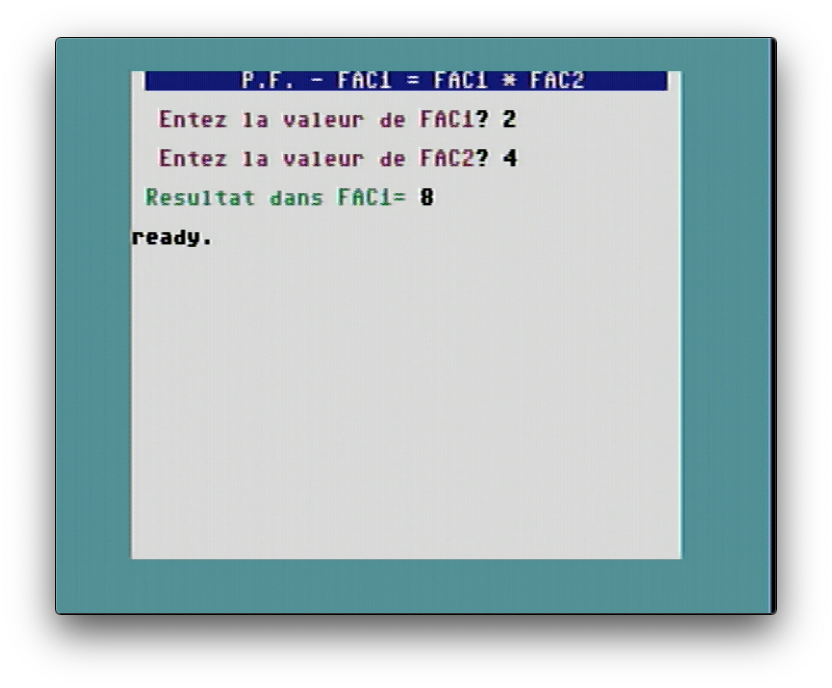 P.F. - FAC1 = FAC1 * FAC2
Entez la valeur de FAC1? 2
Entez la valeur de FAC2? 4
Resultat dans FAC1= 8
ready.